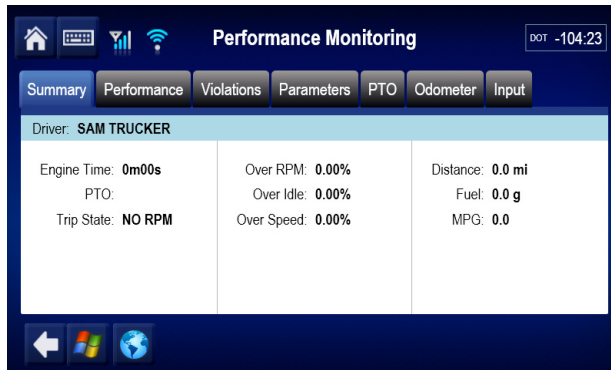 Performance Monitoring
DOT -104:23
Summary Performance Violations Parameters PTO Odometer Input
Driver: SAM TRUCKER
Engine Time: 0m00s Over RPM: 0.00% Distance: 0.0 mi
PTO: Over Idle: 0.00% Fuel: 0.0 g
Trip State: NO RPM Over Speed: 0.00% MPG: 0.0